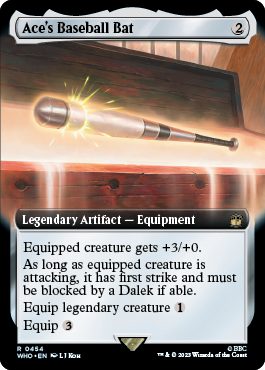 Ace's Baseball Bat 2
Legendary Artifact — Equipment
Equipped creature gets +3/+0.
As long as equipped creature is
attacking, it has first strike and must
be blocked by a Dalek if able.
Equip legendary creature 1
Equip 3
R 0454 © BBC
WHO • EN LJ Koh ™ & © 2023 Wizards of the Coast